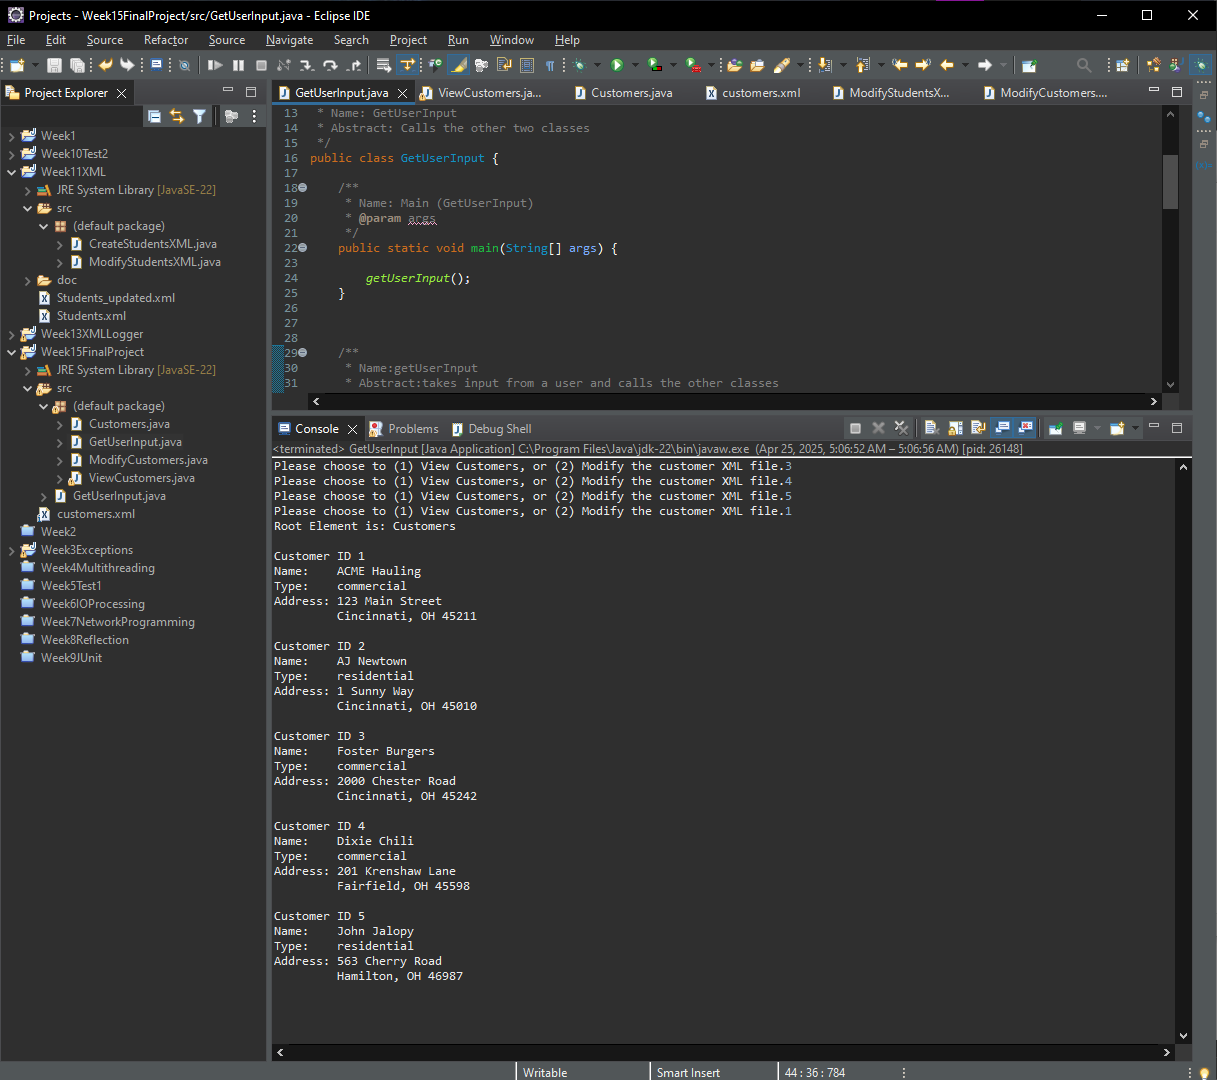 Projects - Week15FinalProject/src/GetUserInput.java - Eclipse IDE
File Edit Source Refactor Source Navigate Search Project Run Window Help
Project Explorer
Week1
Week10Test2
Week11XML
JRE System Library [JavaSE-22]
src
(default package)
CreateStudentsXML.java
ModifyStudentsXML.java
doc
Students_updated.xml
Students.xml
Week13XMLLogger
Week15FinalProject
JRE System Library [JavaSE-22]
src
(default package)
Customers.java
GetUserInput.java
ModifyCustomers.java
ViewCustomers.java
GetUserInput.java
customers.xml
Week2
Week3Exceptions
Week4Multithreading
Week5Test1
Week6IOProcessing
Week7NetworkProgramming
Week8Reflection
Week9JUnit
GetUserInput.java ViewCustomers.ja... Customers.java customers.xml ModifyStudentsX... ModifyCustomers....
13 * Name: GetUserInput
14 * Abstract: Calls the other two classes
15 */
16 public class GetUserInput {
17
18 /**
19 * Name: Main (GetUserInput)
20 * @param args
21 */
22 public static void main(String[] args) {
23
24 getUserInput();
25 }
26
27
28
29 /**
30 * Name:getUserInput
31 * Abstract:takes input from a user and calls the other classes
Console Problems Debug Shell
<terminated> GetUserInput [Java Application] C:\Program Files\Java\jdk-22\bin\javaw.exe (Apr 25, 2025, 5:06:52 AM – 5:06:56 AM) [pid: 26148]
Please choose to (1) View Customers, or (2) Modify the customer XML file.3
Please choose to (1) View Customers, or (2) Modify the customer XML file.4
Please choose to (1) View Customers, or (2) Modify the customer XML file.5
Please choose to (1) View Customers, or (2) Modify the customer XML file.1
Root Element is: Customers
Customer ID 1
Name: ACME Hauling
Type: commercial
Address: 123 Main Street
Cincinnati, OH 45211
Customer ID 2
Name: AJ Newtown
Type: residential
Address: 1 Sunny Way
Cincinnati, OH 45010
Customer ID 3
Name: Foster Burgers
Type: commercial
Address: 2000 Chester Road
Cincinnati, OH 45242
Customer ID 4
Name: Dixie Chili
Type: commercial
Address: 201 Krenshaw Lane
Fairfield, OH 45598
Customer ID 5
Name: John Jalopy
Type: residential
Address: 563 Cherry Road
Hamilton, OH 46987
Writable Smart Insert 44 : 36 : 784